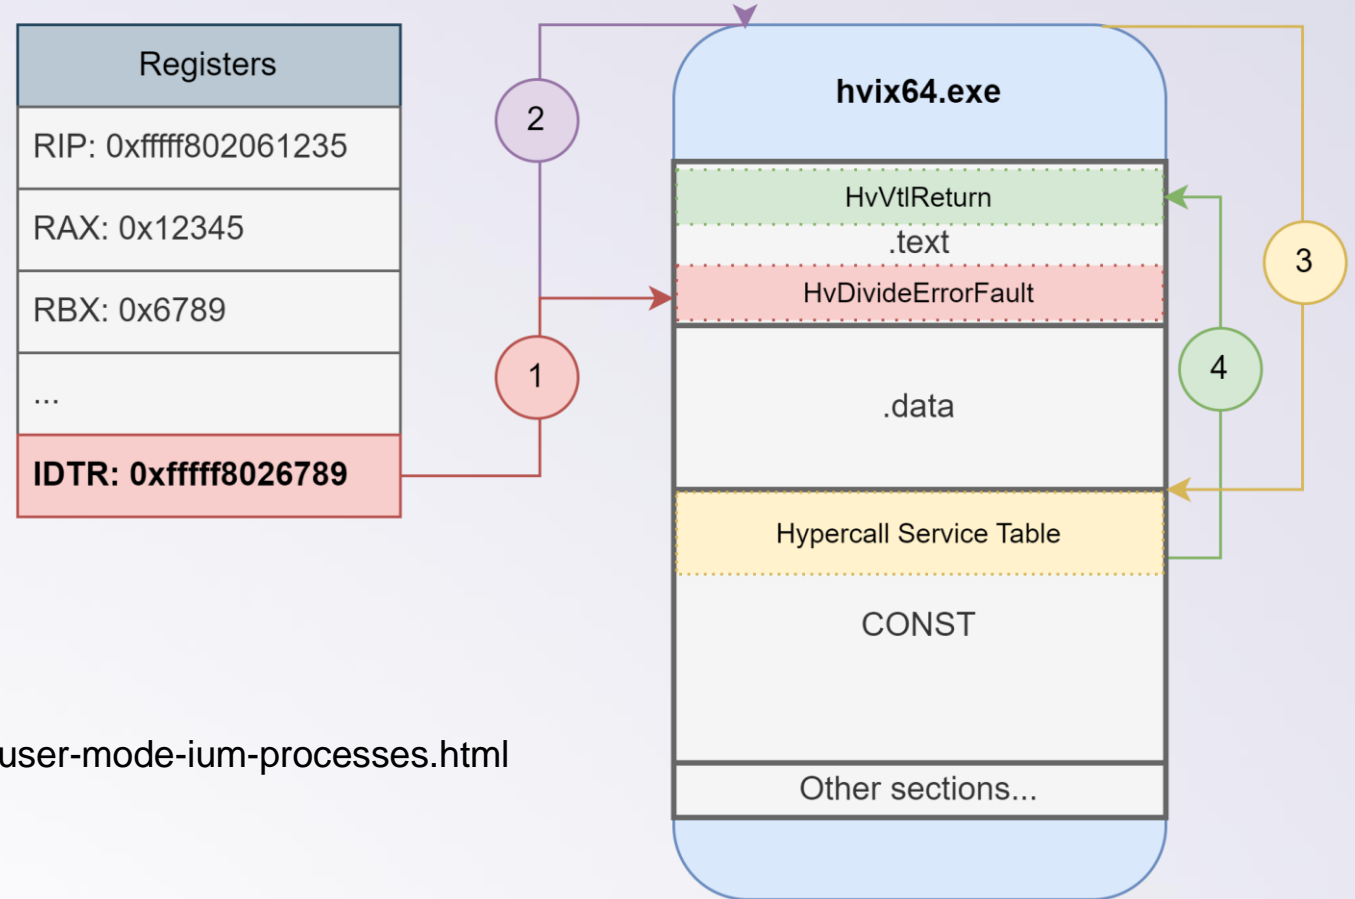 Registers
RIP: 0xfffff802061235
RAX: 0x12345
RBX: 0x6789
...
IDTR: 0xfffff8026789
2
1
hvix64.exe
HvVtlReturn
.text
HvDivideErrorFault
.data
Hypercall Service Table
CONST
Other sections...
3
4
user-mode-ium-processes.html